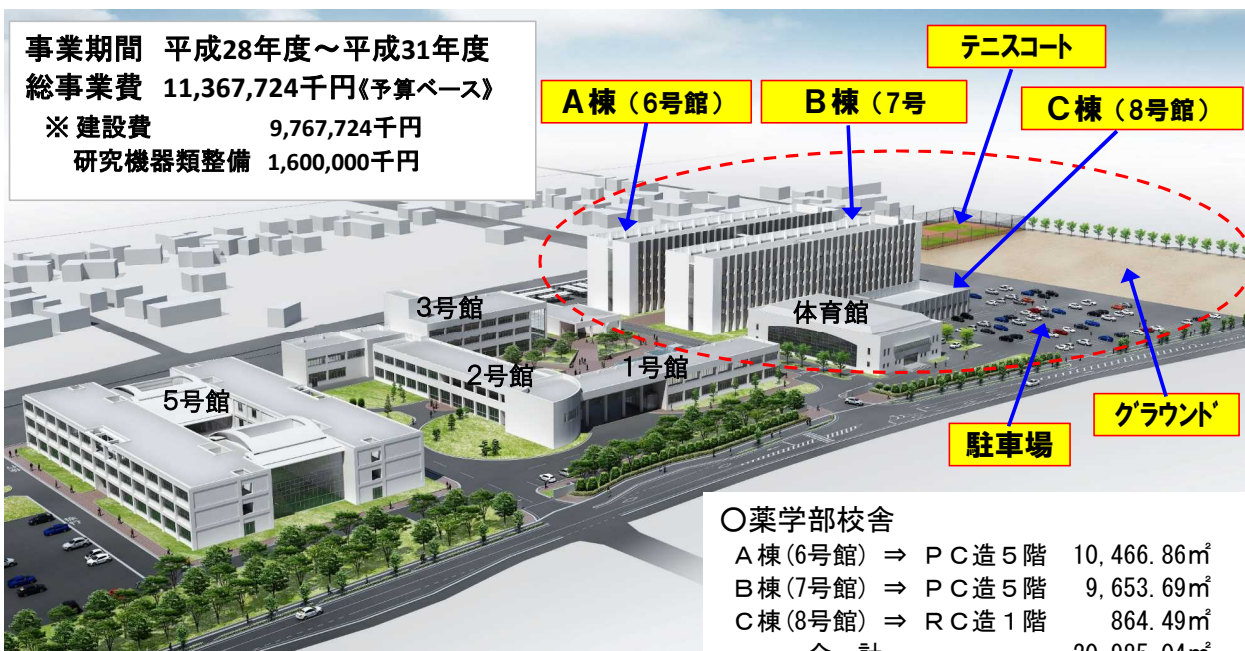 事業期間 平成28年度～平成31年度
総事業費 11,367,724千円《予算ベース》
※ 建設費 9,767,724千円
研究機器類整備 1,600,000千円
テニスコート
A棟（6号館）
B棟（7号
C棟（8号館）
3号館
体育館
1号館
2号館
5号館
グラウンド
駐車場
〇薬学部校舎
A棟(6号館) ⇒ PC造5階 10,466.86㎡
B棟(7号館) ⇒ PC造5階 9,653.69㎡
C棟(8号館) ⇒ RC造1階 864.49㎡
合 計 20,985.04㎡